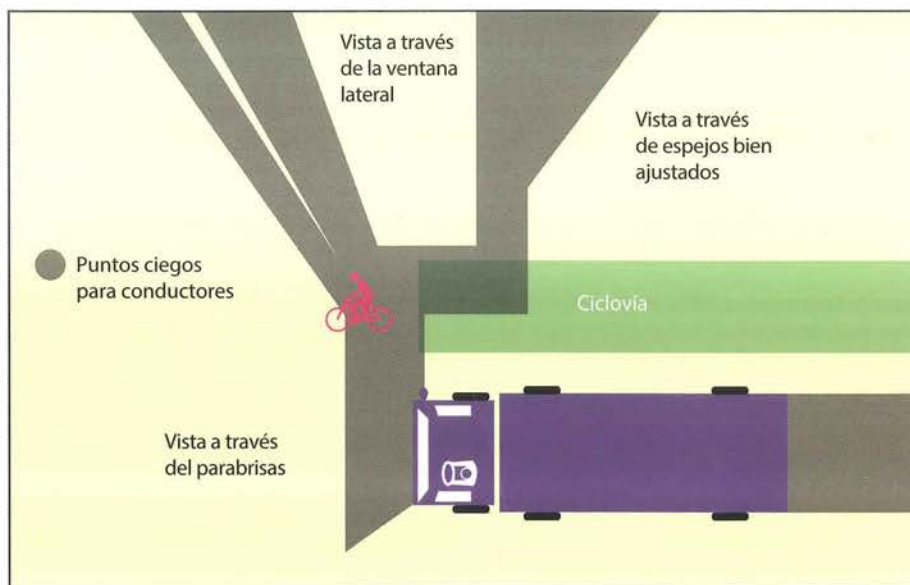 Vista a través
de la ventana
lateral
Vista a través
de espejos bien
ajustados
Puntos ciegos
para conductores
Ciclovía
Vista a través
del parabrisas